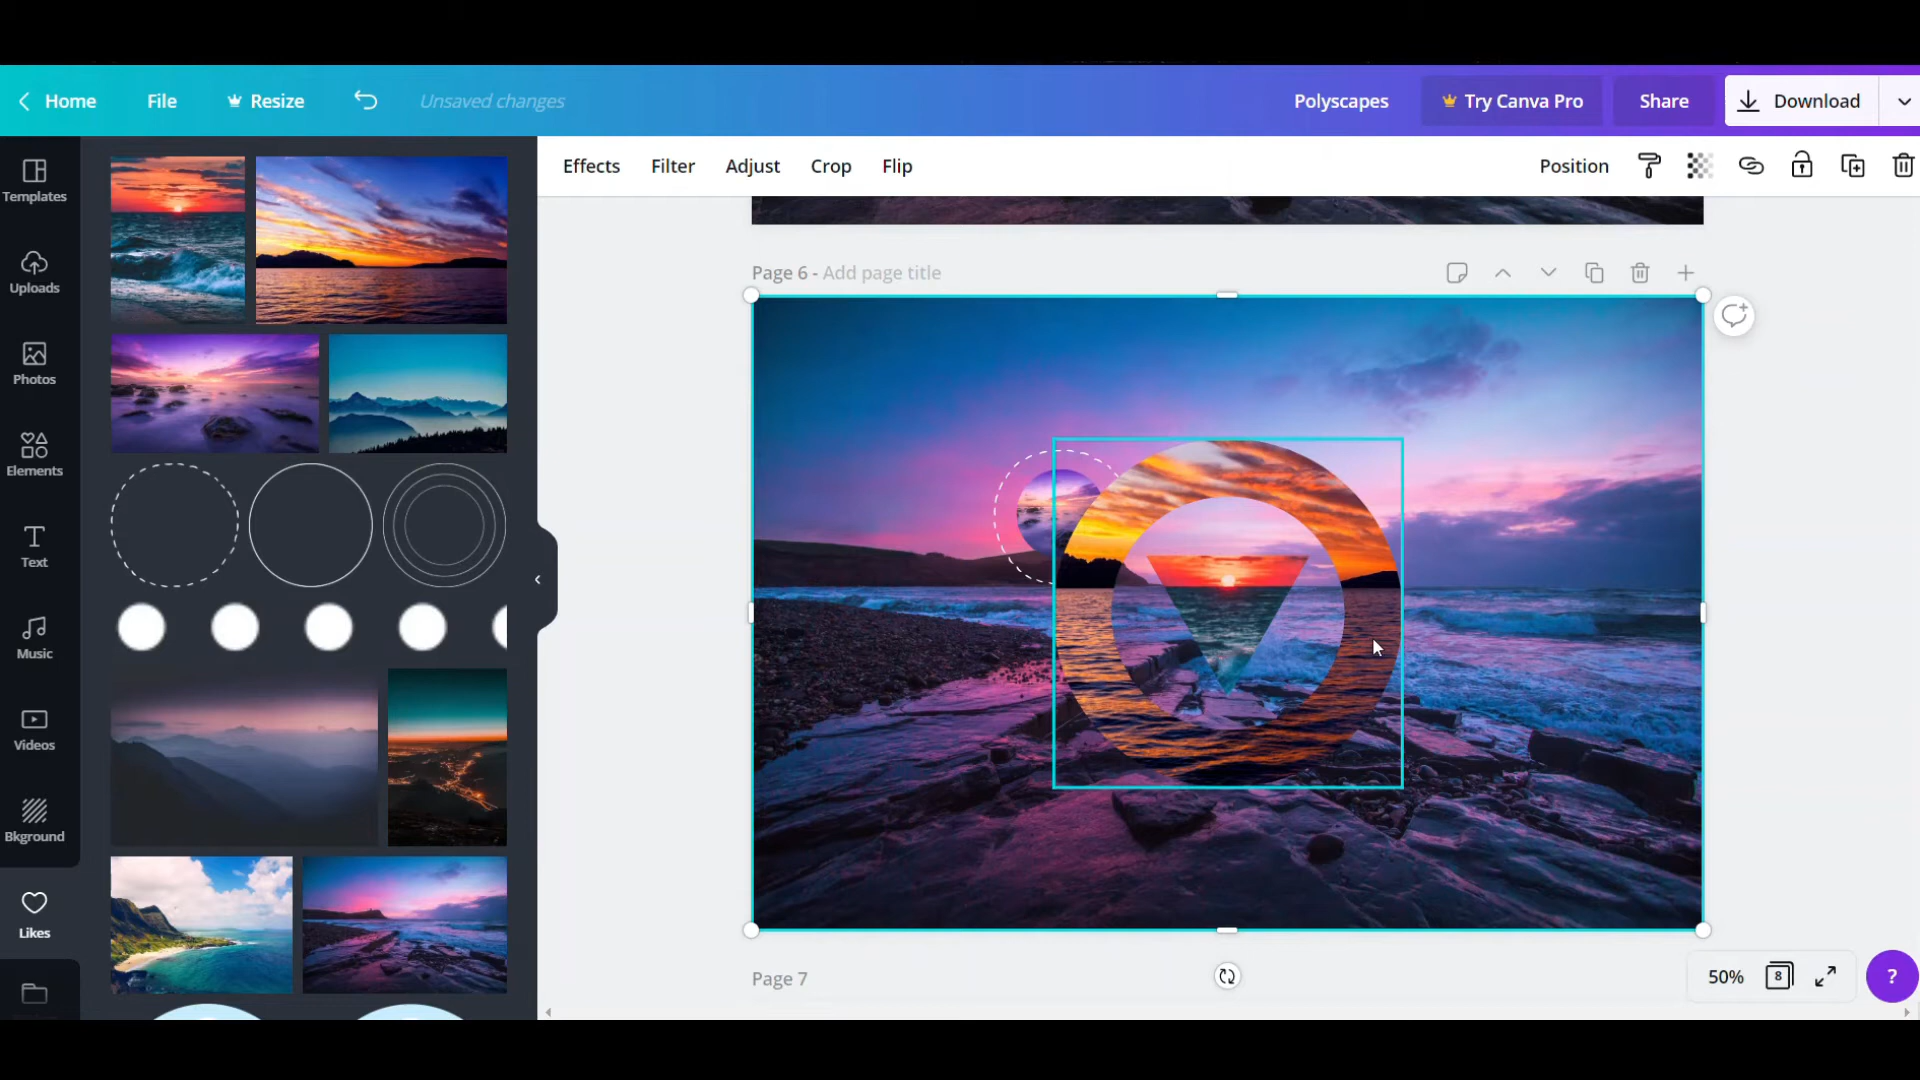 Home File Resize Unsaved changes Polyscapes Try Canva Pro Share Download
Effects Filter Adjust Crop Flip Position
Templates
Uploads
Photos
Elements
Text
Music
Videos
Bkground
Likes
Page 6 - Add page title
Page 7
50% 8 ?